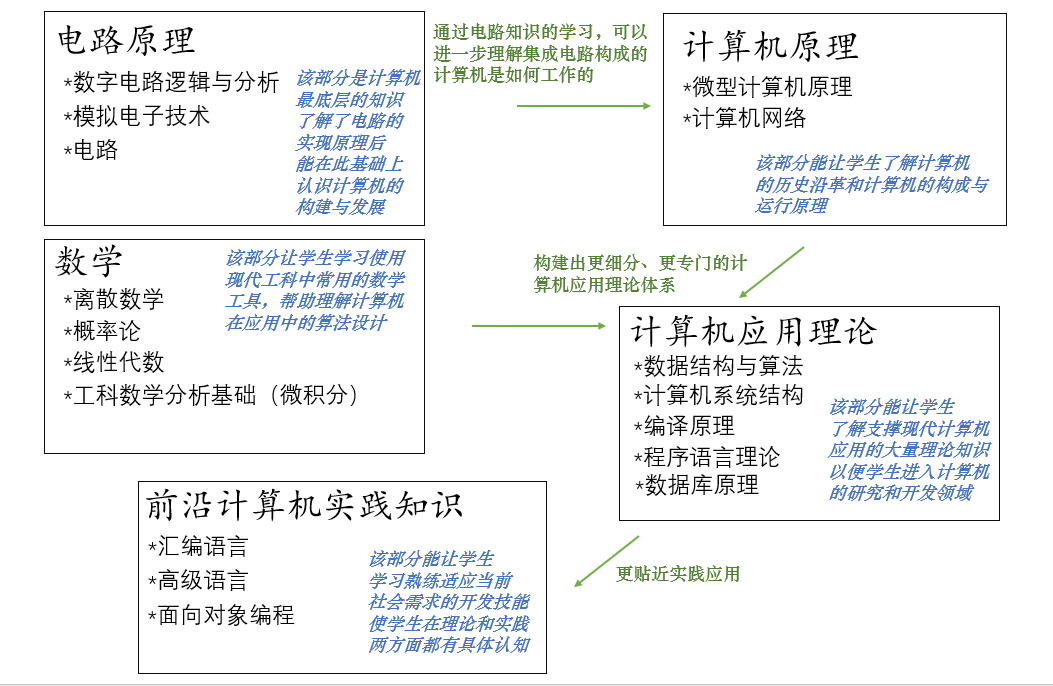 电路原理
*数字电路逻辑与分析
*模拟电子技术
*电路
该部分是计算机
最底层的知识
了解了电路的
实现原理后
能在此基础上
认识计算机的
构建与发展
通过电路知识的学习，可以
进一步理解集成电路构成的
计算机是如何工作的
计算机原理
*微型计算机原理
*计算机网络
该部分能让学生了解计算机
的历史沿革和计算机的构成与
运行原理
数学
*离散数学
*概率论
*线性代数
*工科数学分析基础（微积分）
该部分让学生学习使用
现代工科中常用的数学
工具，帮助理解计算机
在应用中的算法设计
构建出更细分、更专门的计
算机应用理论体系
计算机应用理论
*数据结构与算法
*计算机系统结构
*编译原理
*程序语言理论
*数据库原理
该部分能让学生
了解支撑现代计算机
应用的大量理论知识
以便学生进入计算机
的研究和开发领域
前沿计算机实践知识
*汇编语言
*高级语言
*面向对象编程
该部分能让学生
学习熟练适应当前
社会需求的开发技能
使学生在理论和实践
两方面都有具体认知
更贴近实践应用